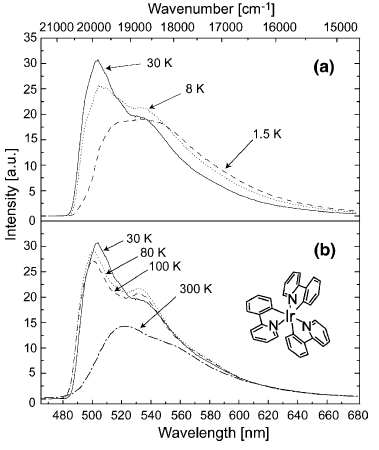 Wavenumber [cm-1]
21000 20000 19000 18000 17000 16000 15000
35
30
25
20
15
10
5
0
(a)
30 K
8 K
1.5 K
Intensity [a.u.]
30
25
20
15
10
5
0
(b)
30 K
80 K
100 K
300 K
N
Ir
N
N
480 500 520 540 560 580 600 620 640 660 680
Wavelength [nm]